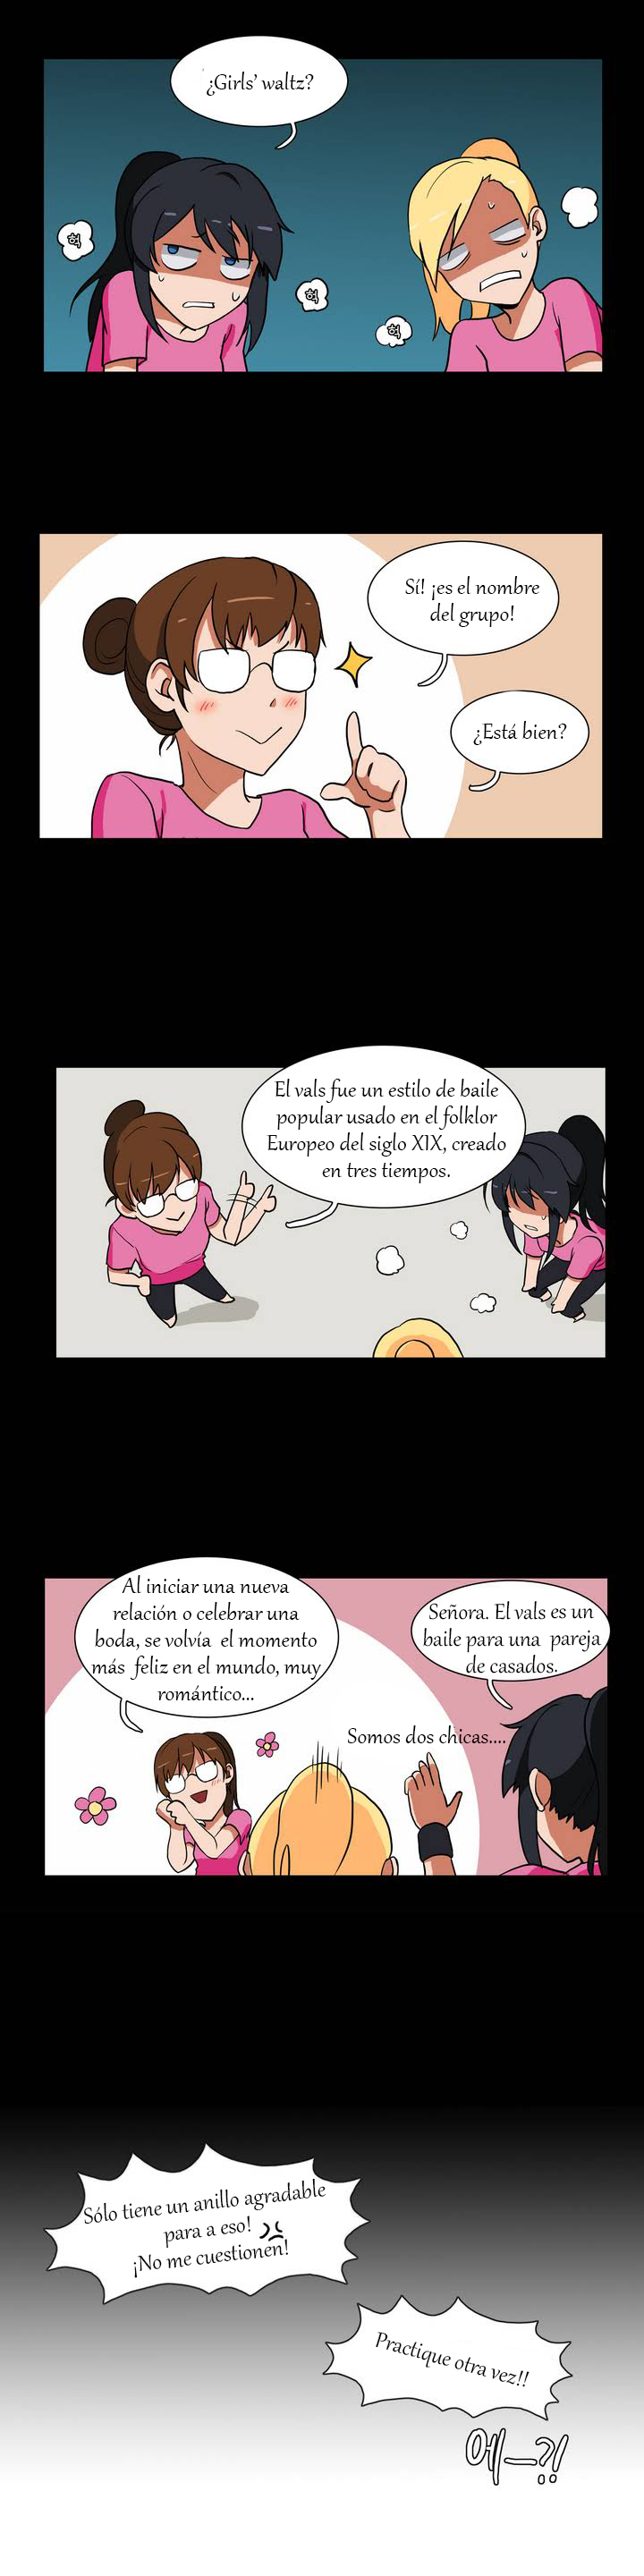 ¿Girls' waltz?
헉
헉
헉
Sí! ¡es el nombre
del grupo!
¿Está bien?
El vals fue un estilo de baile
popular usado en el folklor
Europeo del siglo XIX, creado
en tres tiempos.
Al iniciar una nueva
relación o celebrar una
boda, se volvía el momento
más feliz en el mundo, muy
romántico...
Señora. El vals es un
baile para una pareja
de casados.
Somos dos chicas....
Sólo tiene un anillo agradable
para a eso!
¡No me cuestionen!
Practique otra vez!!
에—?!